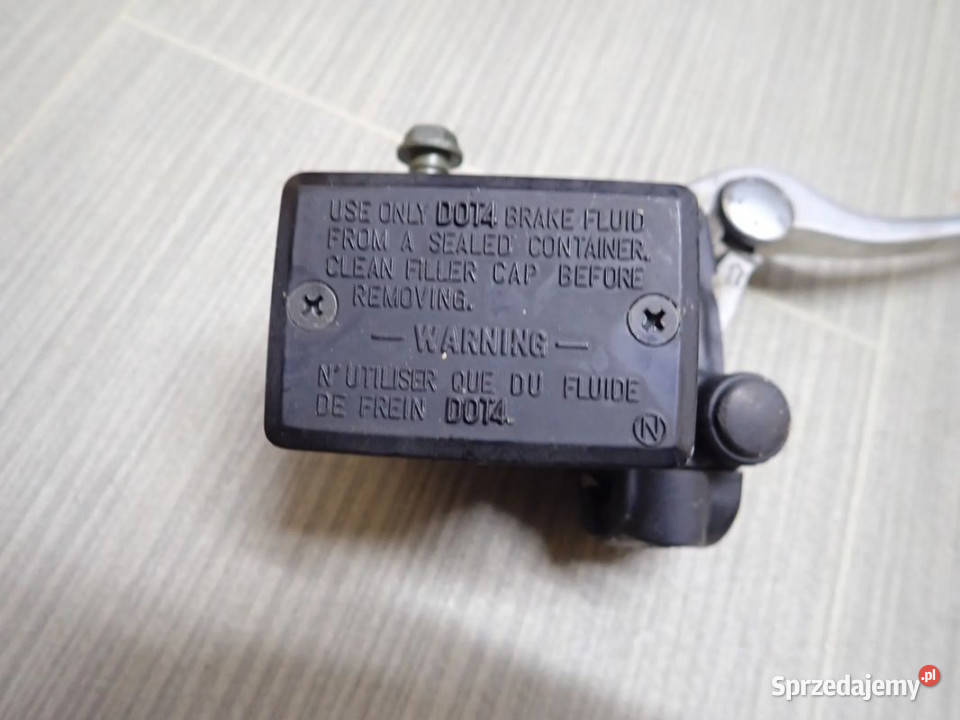 USE ONLY DOT4 BRAKE FLUID
FROM A SEALED CONTAINER.
CLEAN FILLER CAP BEFORE
REMOVING.
— WARNING —
N'UTILISER QUE DU FLUIDE
DE FREIN DOT4.
N
Sprzedajemy.pl